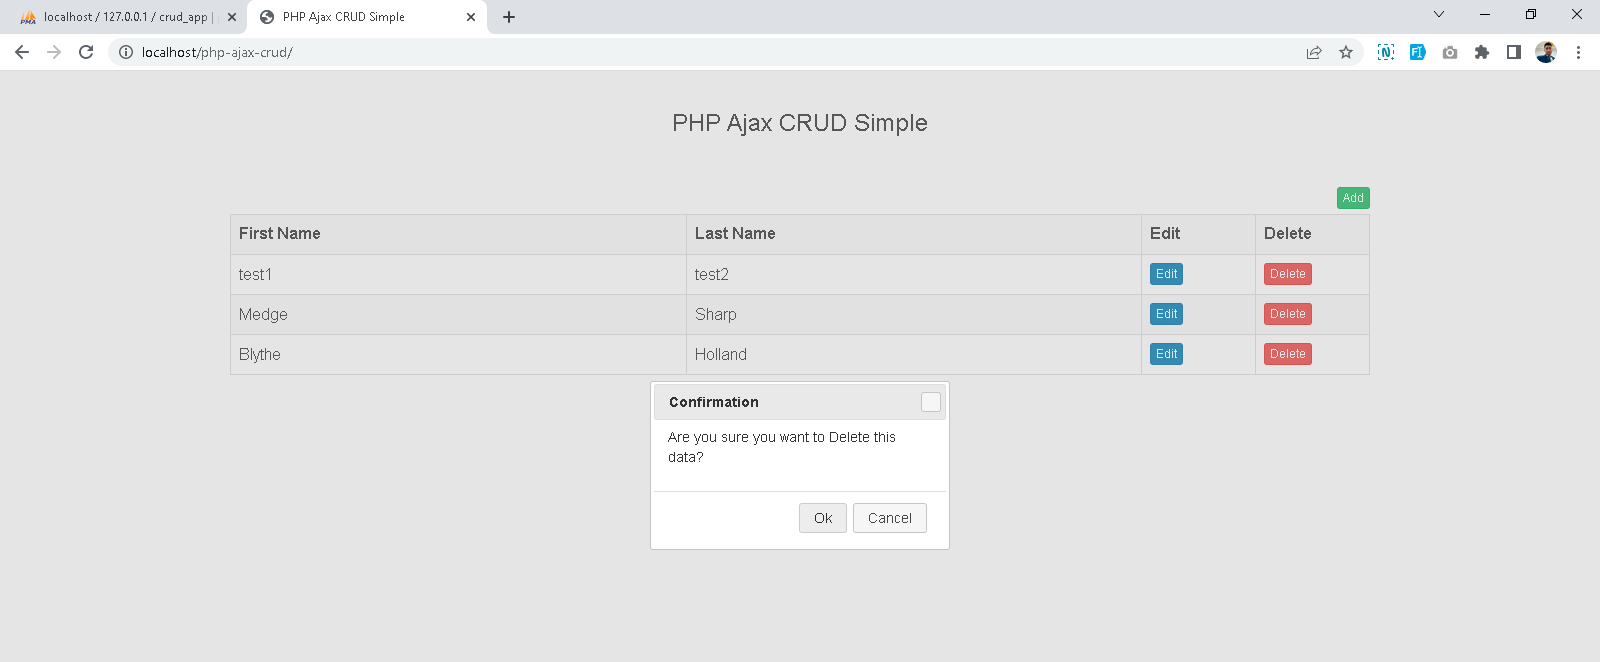 localhost / 127.0.0.1 / crud_app |
PHP Ajax CRUD Simple
localhost/php-ajax-crud/
PHP Ajax CRUD Simple
Add
First Name Last Name Edit Delete
test1 test2 Edit Delete
Medge Sharp Edit Delete
Blythe Holland Edit Delete
Confirmation
Are you sure you want to Delete this
data?
Ok Cancel